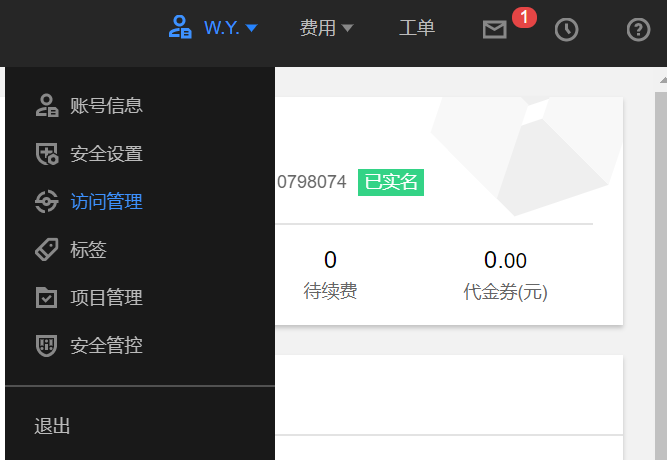 W.Y. 费用 工单 1
账号信息
安全设置
访问管理
标签
项目管理
安全管控
退出
0798074 已实名
0 0.00
待续费 代金券(元)